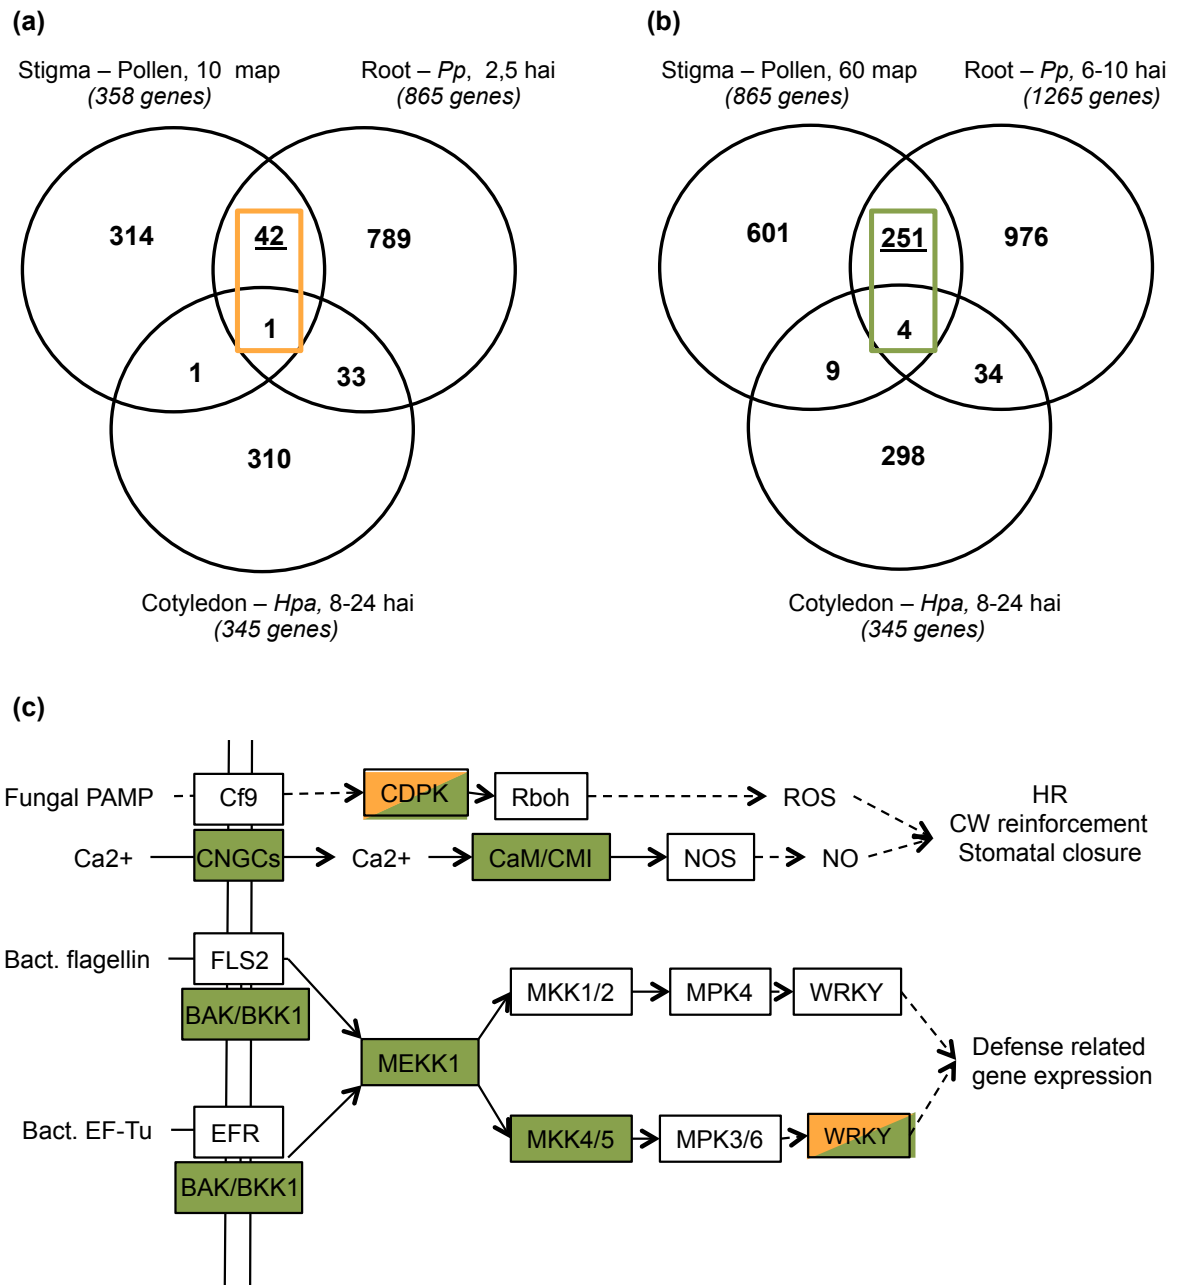 (a)
Stigma – Pollen, 10 map
(358 genes)
Root – Pp, 2,5 hai
(865 genes)
314
42
789
1
1
33
310
Cotyledon – Hpa, 8-24 hai
(345 genes)
(b)
Stigma – Pollen, 60 map
(865 genes)
Root – Pp, 6-10 hai
(1265 genes)
601
251
976
4
9
34
298
Cotyledon – Hpa, 8-24 hai
(345 genes)
(c)
Fungal PAMP
Cf9
CDPK
Rboh
ROS
Ca2+
CNGCs
Ca2+
CaM/CMI
NOS
NO
HR
CW reinforcement
Stomatal closure
Bact. flagellin
FLS2
BAK/BKK1
MEKK1
MKK1/2
MPK4
WRKY
Bact. EF-Tu
EFR
BAK/BKK1
MKK4/5
MPK3/6
WRKY
Defense related
gene expression